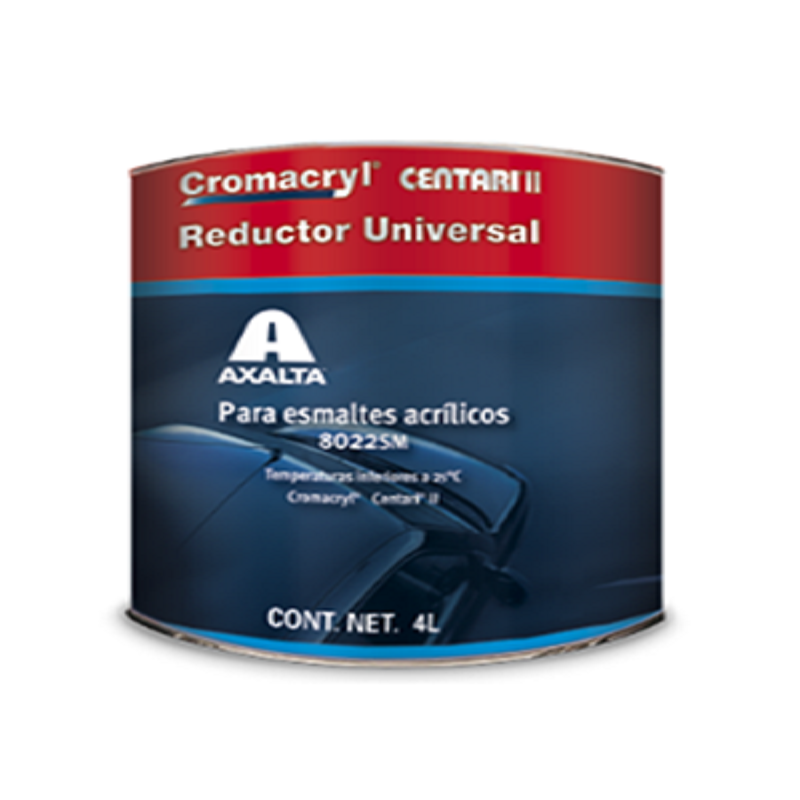 Cromacryl® CENTARI II
Reductor Universal
A
AXALTA
Para esmaltes acrílicos
8022SM
Temperaturas inferiores a 25°C
Cromacryl® Centari® II
CONT. NET. 4L